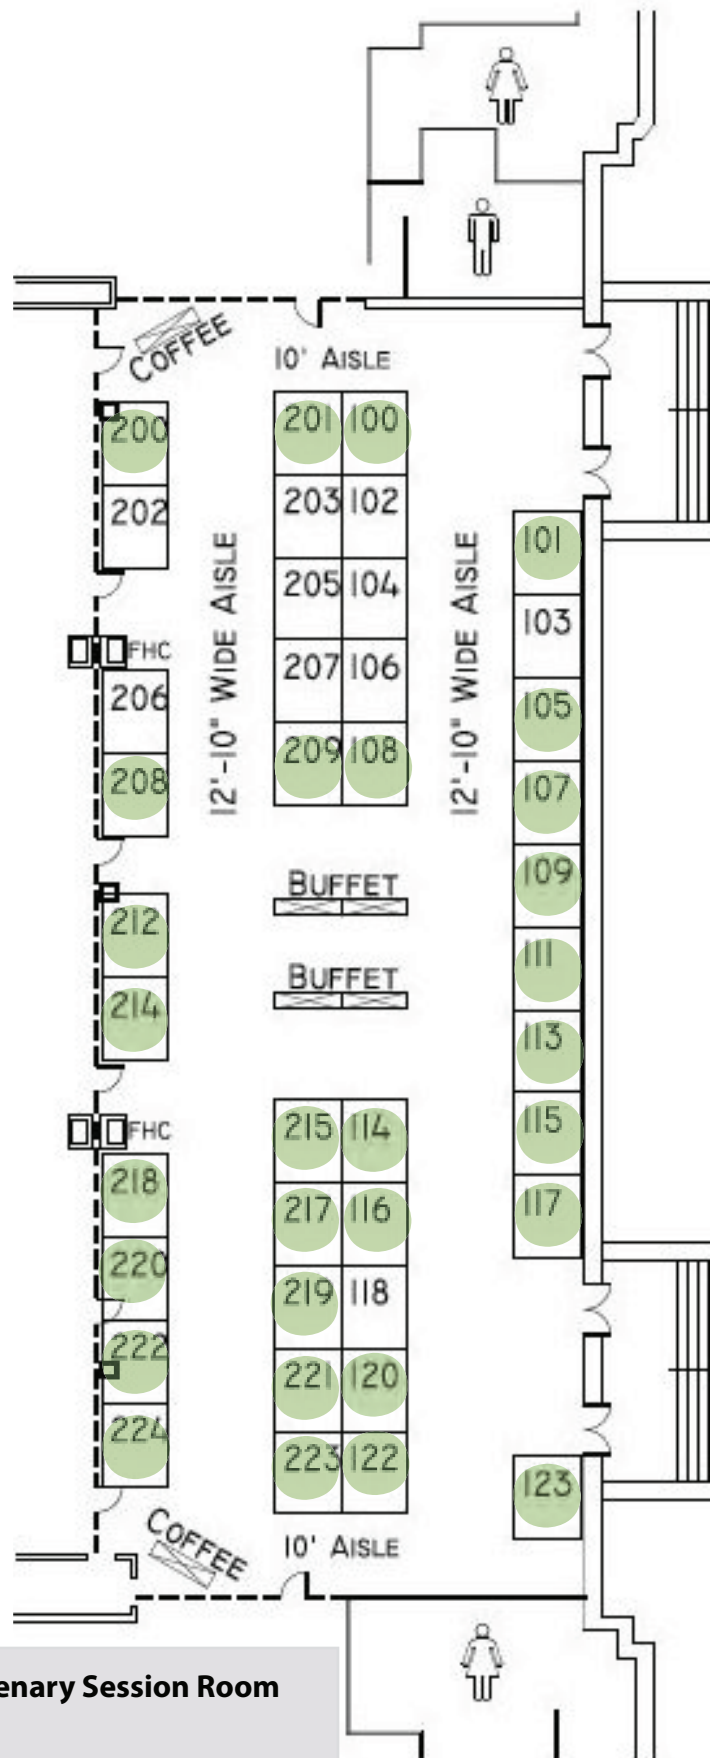 COFFEE
10' AISLE
200
201 100
202
203 102
101
205 104
103
12'-10" WIDE AISLE
12'-10" WIDE AISLE
FHC
207 106
206
105
209 108
208
107
BUFFET
109
212
111
BUFFET
214
113
FHC
215 114
115
218
217 116
117
220
219 118
222
221 120
224
223 122
123
COFFEE
10' AISLE
enary Session Room